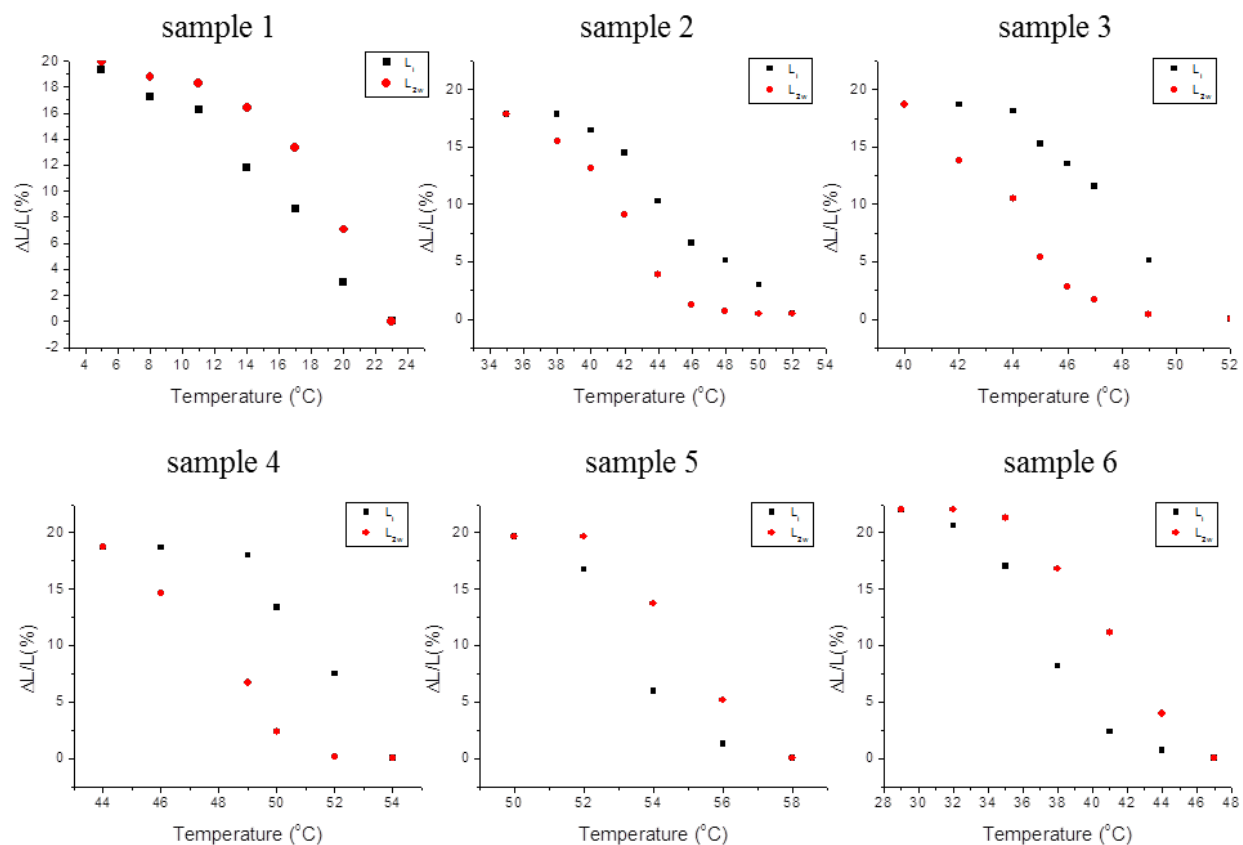 sample 1
sample 2
sample 3
20
18
16
14
12
10
8
6
4
2
0
-2
ΔL/L(%)
L_i
L_2w
4 6 8 10 12 14 16 18 20 22 24
Temperature (°C)
20
15
10
5
0
ΔL/L(%)
L_i
L_2w
34 36 38 40 42 44 46 48 50 52 54
Temperature (°C)
20
15
10
5
0
ΔL/L(%)
L_i
L_2w
40 42 44 46 48 50 52
Temperature (°C)
sample 4
sample 5
sample 6
20
15
10
5
0
ΔL/L(%)
L_i
L_2w
44 46 48 50 52 54
Temperature (°C)
20
15
10
5
0
ΔL/L(%)
L_i
L_2w
50 52 54 56 58
Temperature (°C)
20
15
10
5
0
ΔL/L(%)
L_i
L_2w
28 30 32 34 36 38 40 42 44 46 48
Temperature (°C)